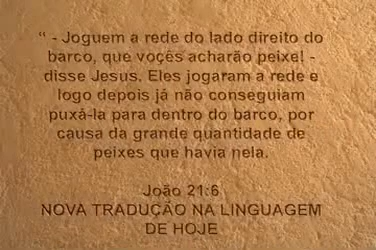 “ - Joguem a rede do lado direito do
barco, que voçês acharão peixe! -
disse Jesus. Eles jogaram a rede e
logo depois já não conseguiam
puxá-la para dentro do barco, por
causa da grande quantidade de
peixes que havia nela.
João 21:6
NOVA TRADUÇÃO NA LINGUAGEM
DE HOJE